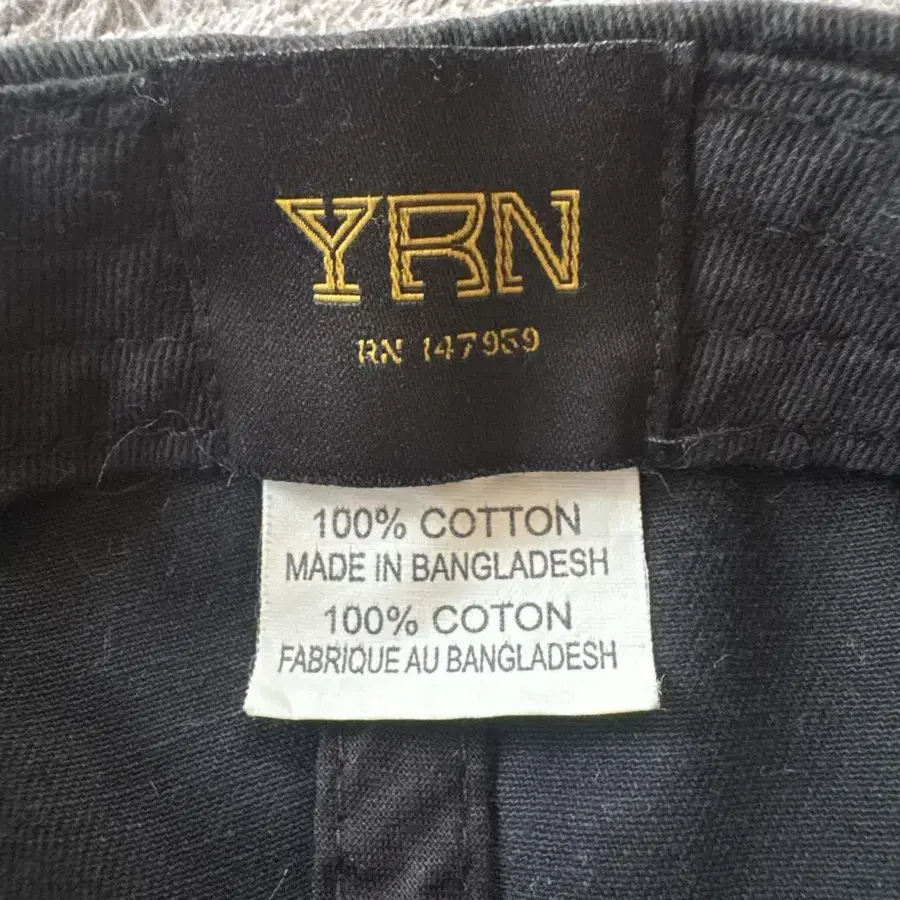 YRN
RN 147959
100% COTTON
MADE IN BANGLADESH
100% COTON
FABRIQUE AU BANGLADESH